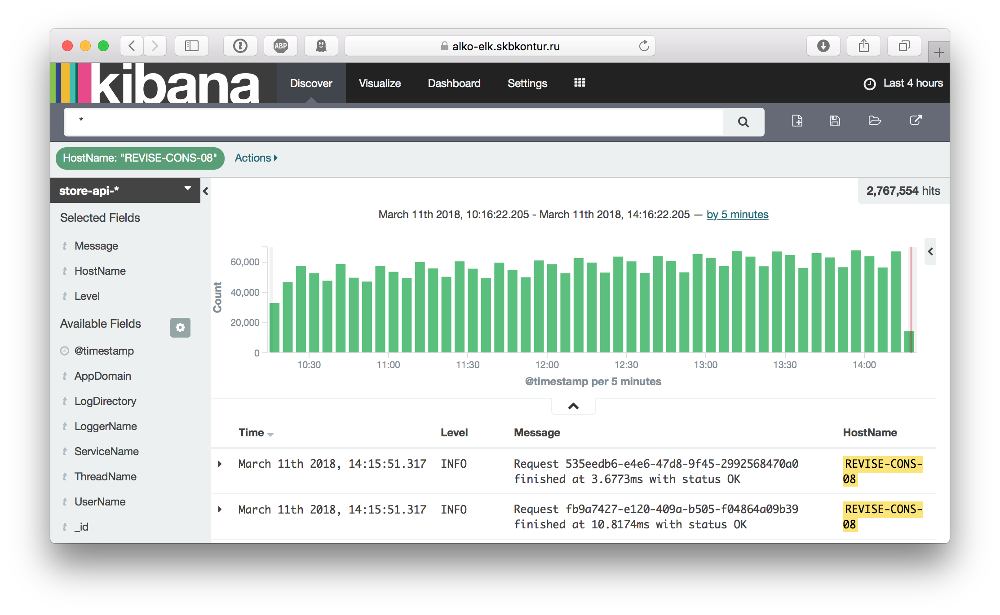 ABP
alko-elk.skbkontur.ru
kibana
Discover
Visualize
Dashboard
Settings
Last 4 hours
*
HostName: "REVISE-CONS-08"
Actions
store-api-*
2,767,554 hits
Selected Fields
t Message
t HostName
t Level
Available Fields
@timestamp
t AppDomain
t LogDirectory
t LoggerName
t ServiceName
t ThreadName
t UserName
t _id
March 11th 2018, 10:16:22.205 - March 11th 2018, 14:16:22.205 — by 5 minutes
Count
60,000
40,000
20,000
0
10:30
11:00
11:30
12:00
12:30
13:00
13:30
14:00
@timestamp per 5 minutes
Time
Level
Message
HostName
March 11th 2018, 14:15:51.317
INFO
Request 535eedb6-e4e6-47d8-9f45-2992568470a0
finished at 3.6773ms with status OK
REVISE-CONS-
08
March 11th 2018, 14:15:51.317
INFO
Request fb9a7427-e120-409a-b505-f04864a09b39
finished at 10.8174ms with status OK
REVISE-CONS-
08